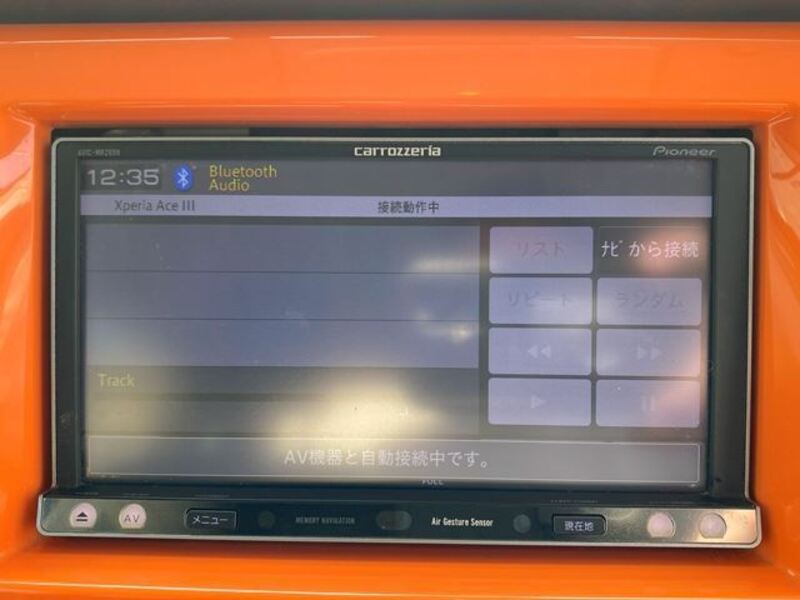 carrozzeria
Pioneer
12:35
Bluetooth
Audio
Xperia Ace III
接続動作中
リスト
ナビから接続
リピート
ランダム
Track
AV機器と自動接続中です。
AV
メニュー
MEMORY NAVIGATION
Air Gesture Sensor
現在地